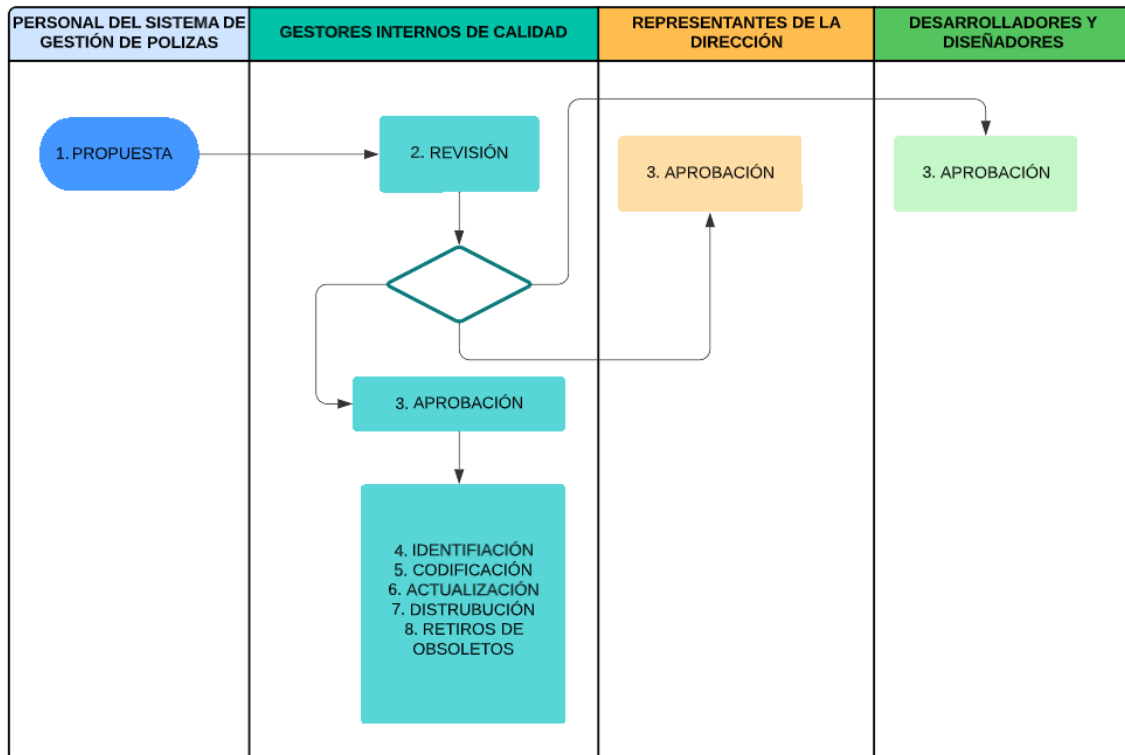 PERSONAL DEL SISTEMA DE
GESTIÓN DE POLIZAS
GESTORES INTERNOS DE CALIDAD
REPRESENTANTES DE LA
DIRECCIÓN
DESARROLLADORES Y
DISEÑADORES
1. PROPUESTA
2. REVISIÓN
3. APROBACIÓN
3. APROBACIÓN
3. APROBACIÓN
4. IDENTIFIACIÓN
5. CODIFICACIÓN
6. ACTUALIZACIÓN
7. DISTRUBUCIÓN
8. RETIROS DE
OBSOLETOS